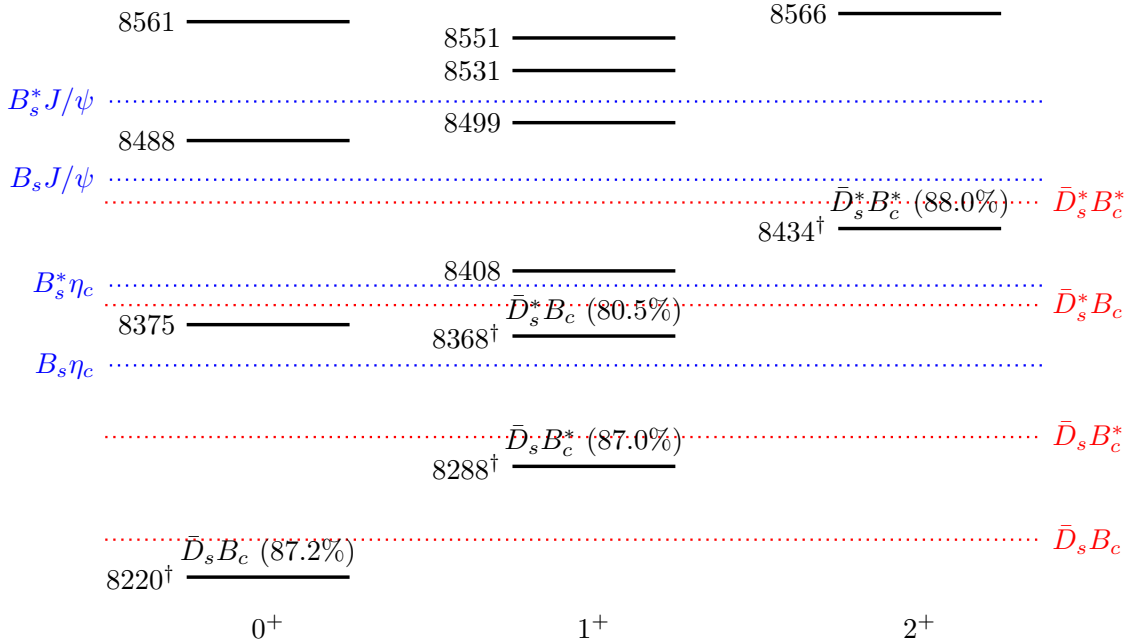 8561
8566
8551
8531
B_s^* J/ψ
8499
8488
B_s J/ψ
D̄_s^* B_c^* (88.0%)
D̄_s^* B_c^*
8434†
8408
B_s^* η_c
D̄_s^* B_c (80.5%)
D̄_s^* B_c
8375
8368†
B_s η_c
D̄_s B_c^* (87.0%)
D̄_s B_c^*
8288†
D̄_s B_c (87.2%)
D̄_s B_c
8220†
0⁺ 1⁺ 2⁺